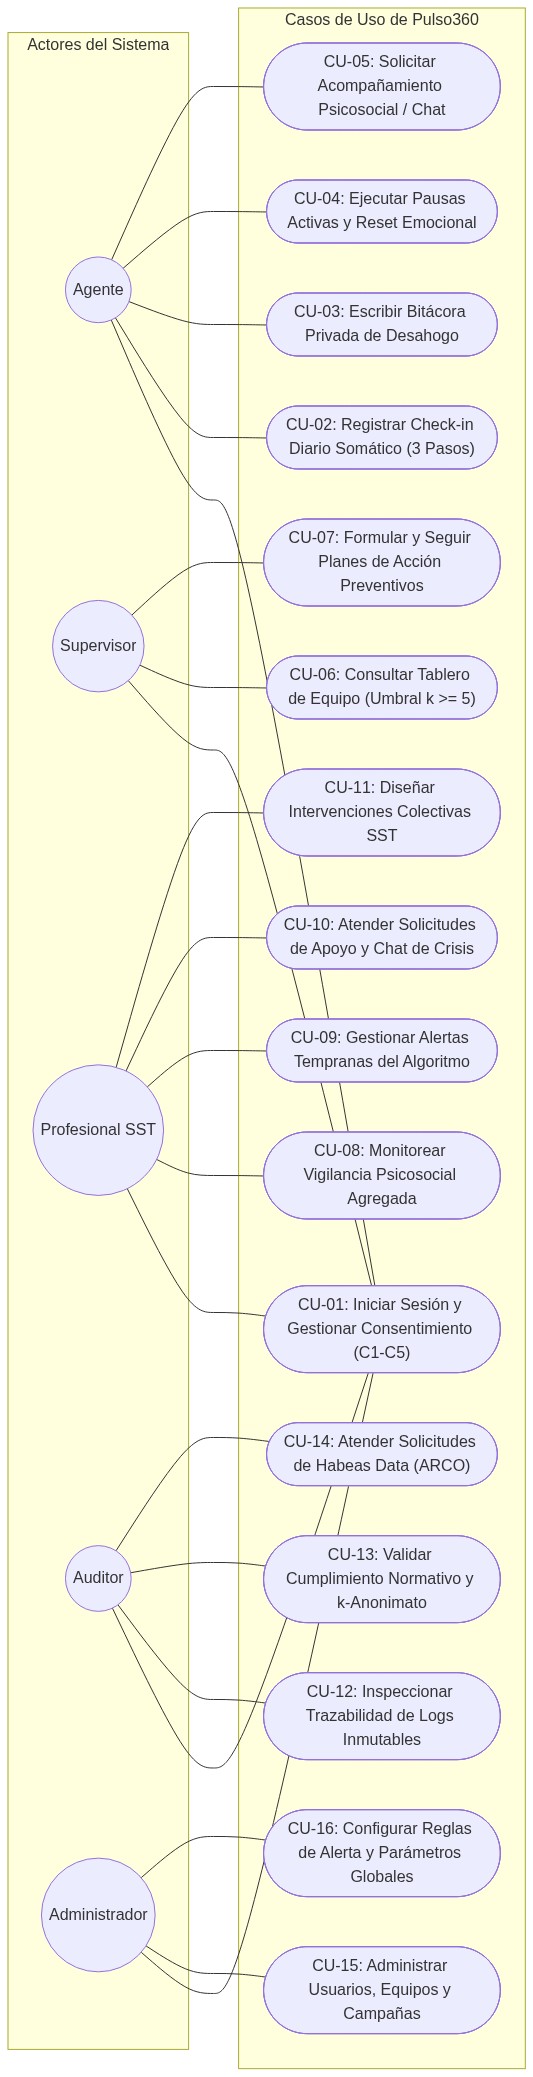 Actores del Sistema
Agente
Supervisor
Profesional SST
Auditor
Administrador
Casos de Uso de Pulso360
CU-05: Solicitar
Acompañamiento
Psicosocial / Chat
CU-04: Ejecutar Pausas
Activas y Reset Emocional
CU-03: Escribir Bitácora
Privada de Desahogo
CU-02: Registrar Check-in
Diario Somático (3 Pasos)
CU-07: Formular y Seguir
Planes de Acción
Preventivos
CU-06: Consultar Tablero
de Equipo (Umbral k >= 5)
CU-11: Diseñar
Intervenciones Colectivas
SST
CU-10: Atender Solicitudes
de Apoyo y Chat de Crisis
CU-09: Gestionar Alertas
Tempranas del Algoritmo
CU-08: Monitorear
Vigilancia Psicosocial
Agregada
CU-01: Iniciar Sesión y
Gestionar Consentimiento
(C1-C5)
CU-14: Atender Solicitudes
de Habeas Data (ARCO)
CU-13: Validar
Cumplimiento Normativo y
k-Anonimato
CU-12: Inspeccionar
Trazabilidad de Logs
Inmutables
CU-16: Configurar Reglas
de Alerta y Parámetros
Globales
CU-15: Administrar
Usuarios, Equipos y
Campañas